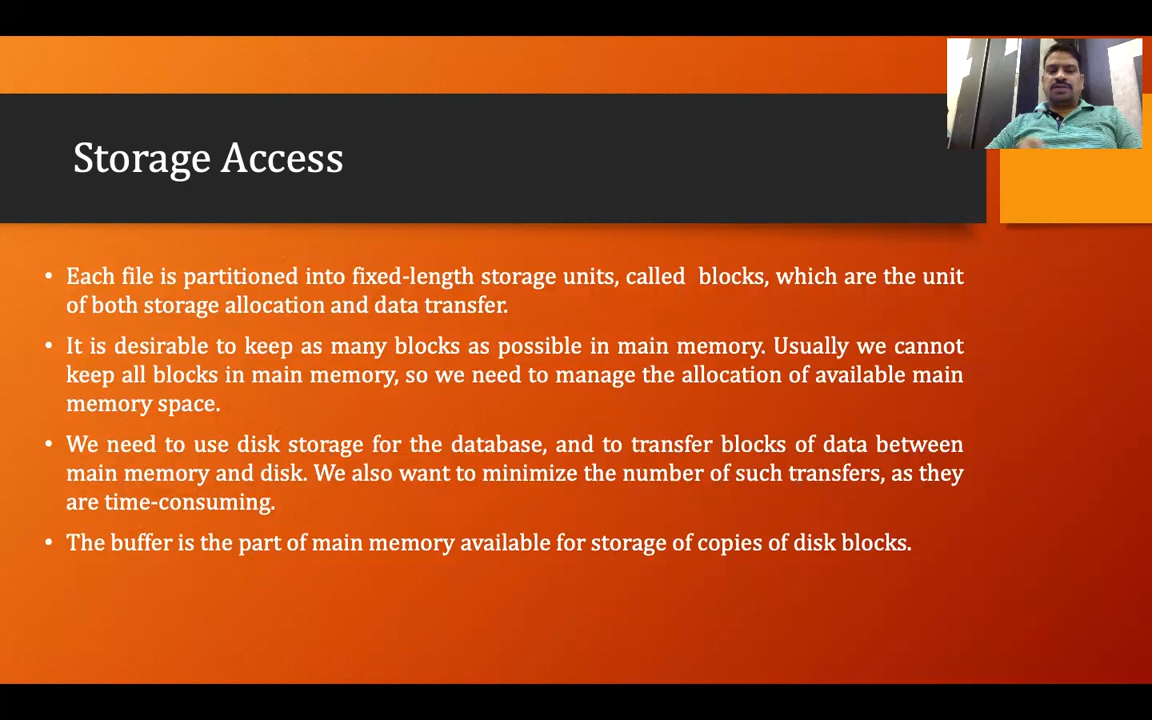 Storage Access
• Each file is partitioned into fixed-length storage units, called  blocks, which are the unit
of both storage allocation and data transfer.
• It is desirable to keep as many blocks as possible in main memory. Usually we cannot
keep all blocks in main memory, so we need to manage the allocation of available main
memory space.
• We need to use disk storage for the database, and to transfer blocks of data between
main memory and disk. We also want to minimize the number of such transfers, as they
are time-consuming.
• The buffer is the part of main memory available for storage of copies of disk blocks.